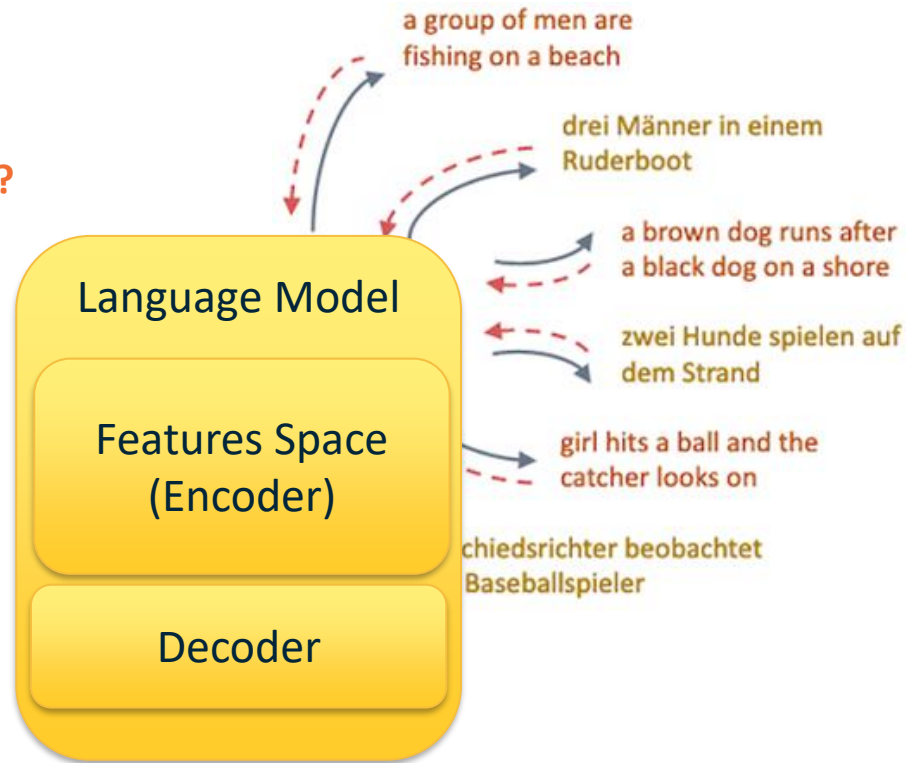 a group of men are
fishing on a beach
drei Männer in einem
Ruderboot
?
a brown dog runs after
a black dog on a shore
Language Model
zwei Hunde spielen auf
dem Strand
Features Space
(Encoder)
girl hits a ball and the
catcher looks on
chiedsrichter beobachtet
Baseballspieler
Decoder